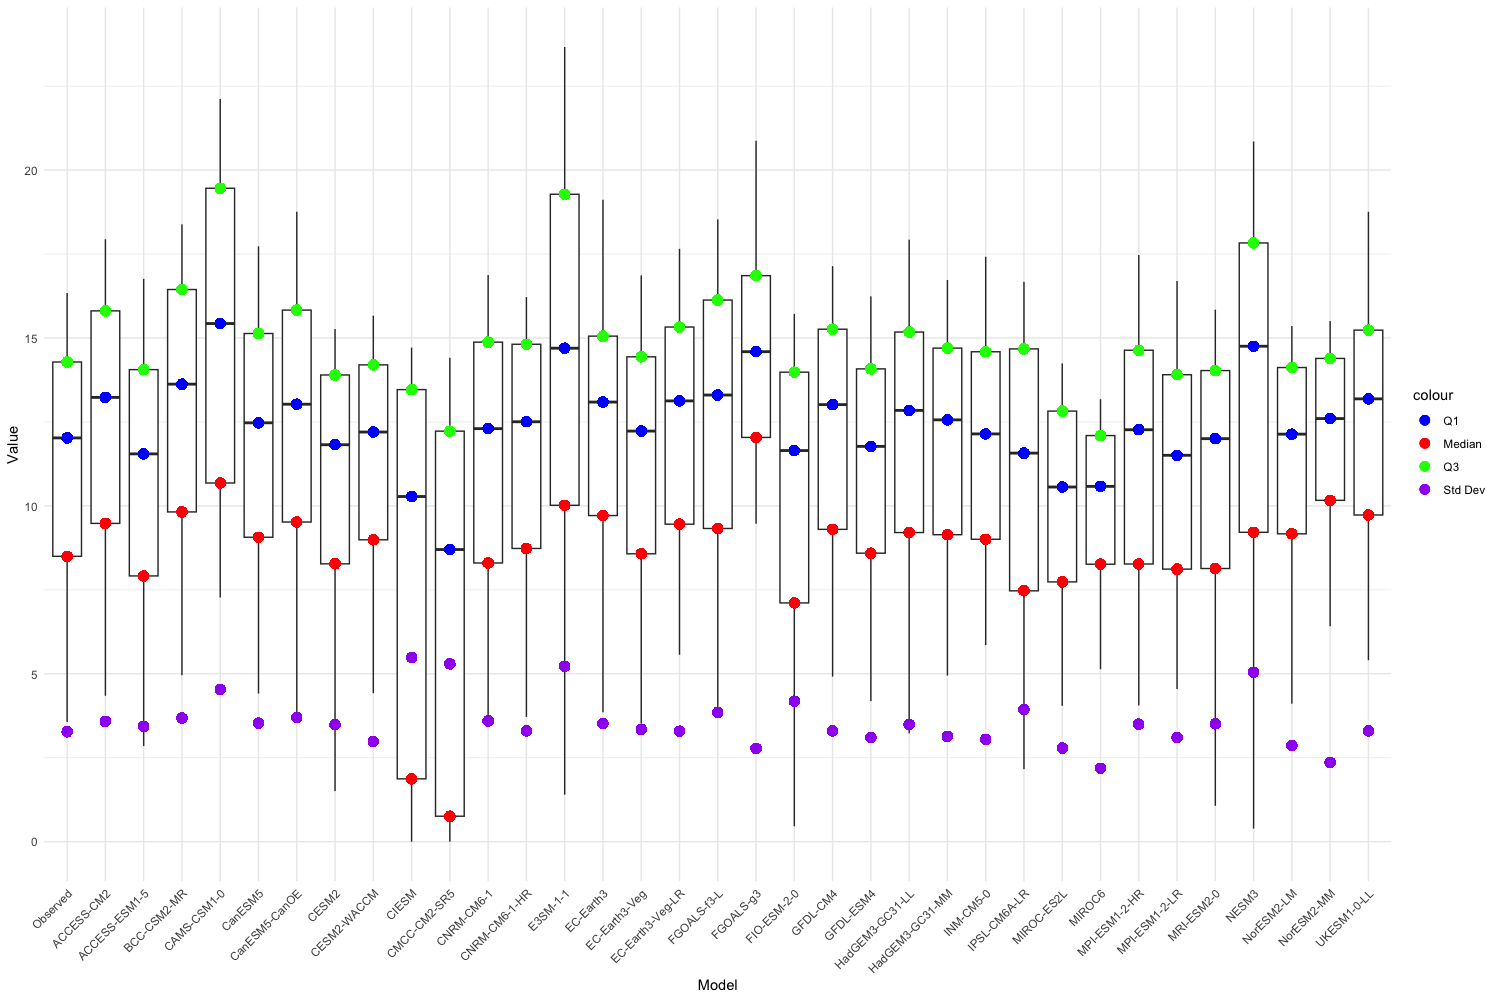 Value
20
15
10
5
0
Observed
ACCESS-CM2
ACCESS-ESM1-5
BCC-CSM2-MR
CAMS-CSM1-0
CanESM5
CanESM5-CanOE
CESM2
CESM2-WACCM
CIESM
CMCC-CM2-SR5
CNRM-CM6-1
CNRM-CM6-1-HR
E3SM-1-1
EC-Earth3
EC-Earth3-Veg
EC-Earth3-Veg-LR
FGOALS-f3-L
FGOALS-g3
FIO-ESM-2-0
GFDL-CM4
GFDL-ESM4
HadGEM3-GC31-LL
HadGEM3-GC31-MM
INM-CM5-0
IPSL-CM6A-LR
MIROC-ES2L
MIROC6
MPI-ESM1-2-HR
MPI-ESM1-2-LR
MRI-ESM2-0
NESM3
NorESM2-LM
NorESM2-MM
UKESM1-0-LL
Model
colour
Q1
Median
Q3
Std Dev